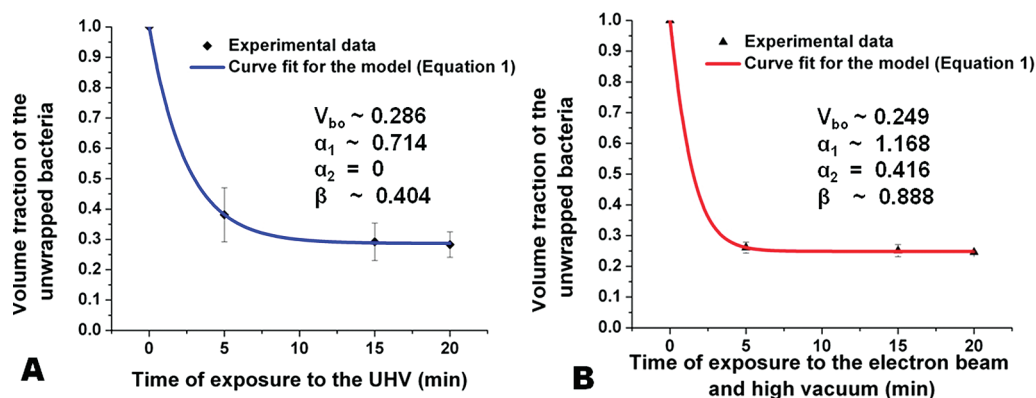 1.0
0.9
0.8
0.7
0.6
0.5
0.4
0.3
0.2
0.1
0.0
Volume fraction of the
unwrapped bacteria
Experimental data
Curve fit for the model (Equation 1)
V_bo ~ 0.286
α₁ ~ 0.714
α₂ = 0
β ~ 0.404
0 5 10 15 20
Time of exposure to the UHV (min)
A
1.0
0.9
0.8
0.7
0.6
0.5
0.4
0.3
0.2
0.1
0.0
Volume fraction of the
unwrapped bacteria
Experimental data
Curve fit for the model (Equation 1)
V_bo ~ 0.249
α₁ ~ 1.168
α₂ = 0.416
β ~ 0.888
0 5 10 15 20
Time of exposure to the electron beam
and high vacuum (min)
B